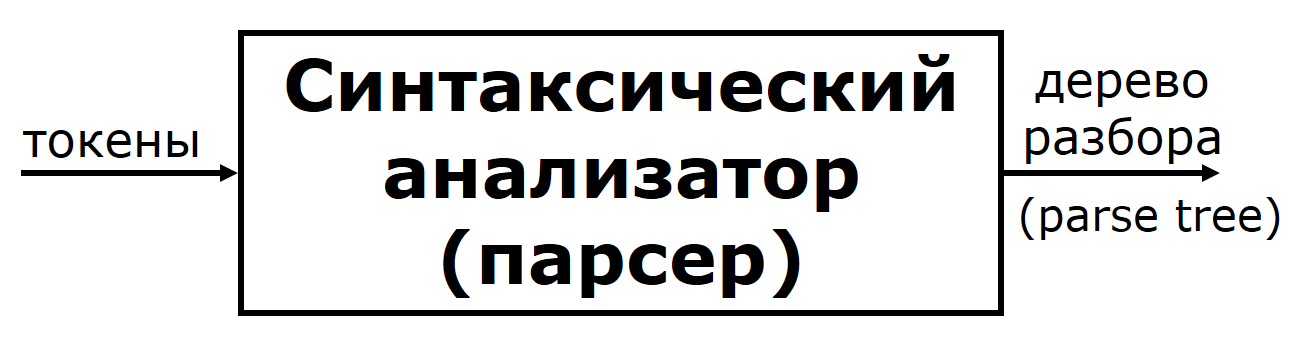 токены
Синтаксический
анализатор
(парсер)
дерево
разбора
(parse tree)